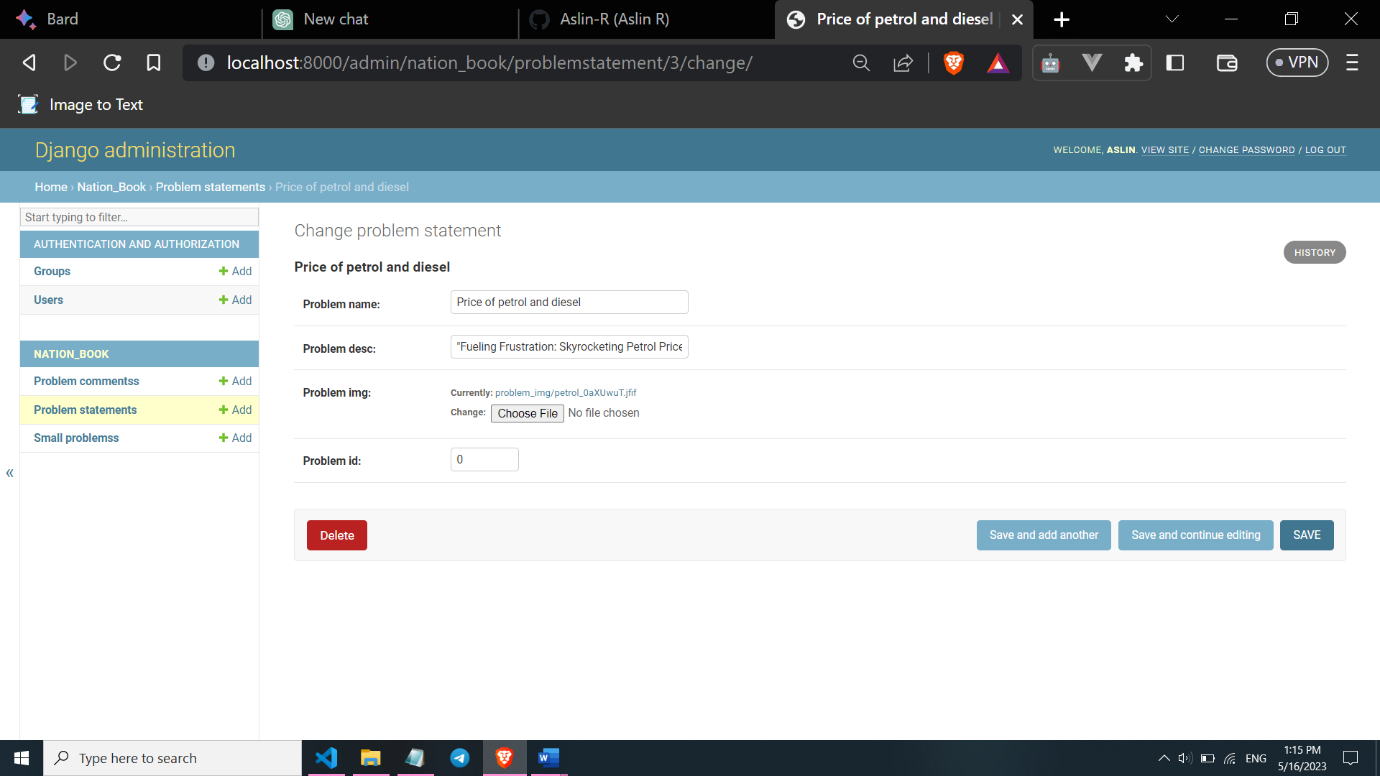 Bard
New chat
Aslin-R (Aslin R)
Price of petrol and diesel
localhost:8000/admin/nation_book/problemstatement/3/change/
VPN
Image to Text
Django administration
WELCOME, ASLIN. VIEW SITE / CHANGE PASSWORD / LOG OUT
Home › Nation_Book › Problem statements › Price of petrol and diesel
Start typing to filter...
AUTHENTICATION AND AUTHORIZATION
Groups + Add
Users + Add
NATION_BOOK
Problem commentss + Add
Problem statements + Add
Small problemss + Add
«
Change problem statement
HISTORY
Price of petrol and diesel
Problem name: Price of petrol and diesel
Problem desc: "Fueling Frustration: Skyrocketing Petrol Price
Problem img: Currently: problem_img/petrol_0aXUwuT.jfif
Change: Choose File No file chosen
Problem id: 0
Delete
Save and add another
Save and continue editing
SAVE
Type here to search
ENG
1:15 PM
5/16/2023